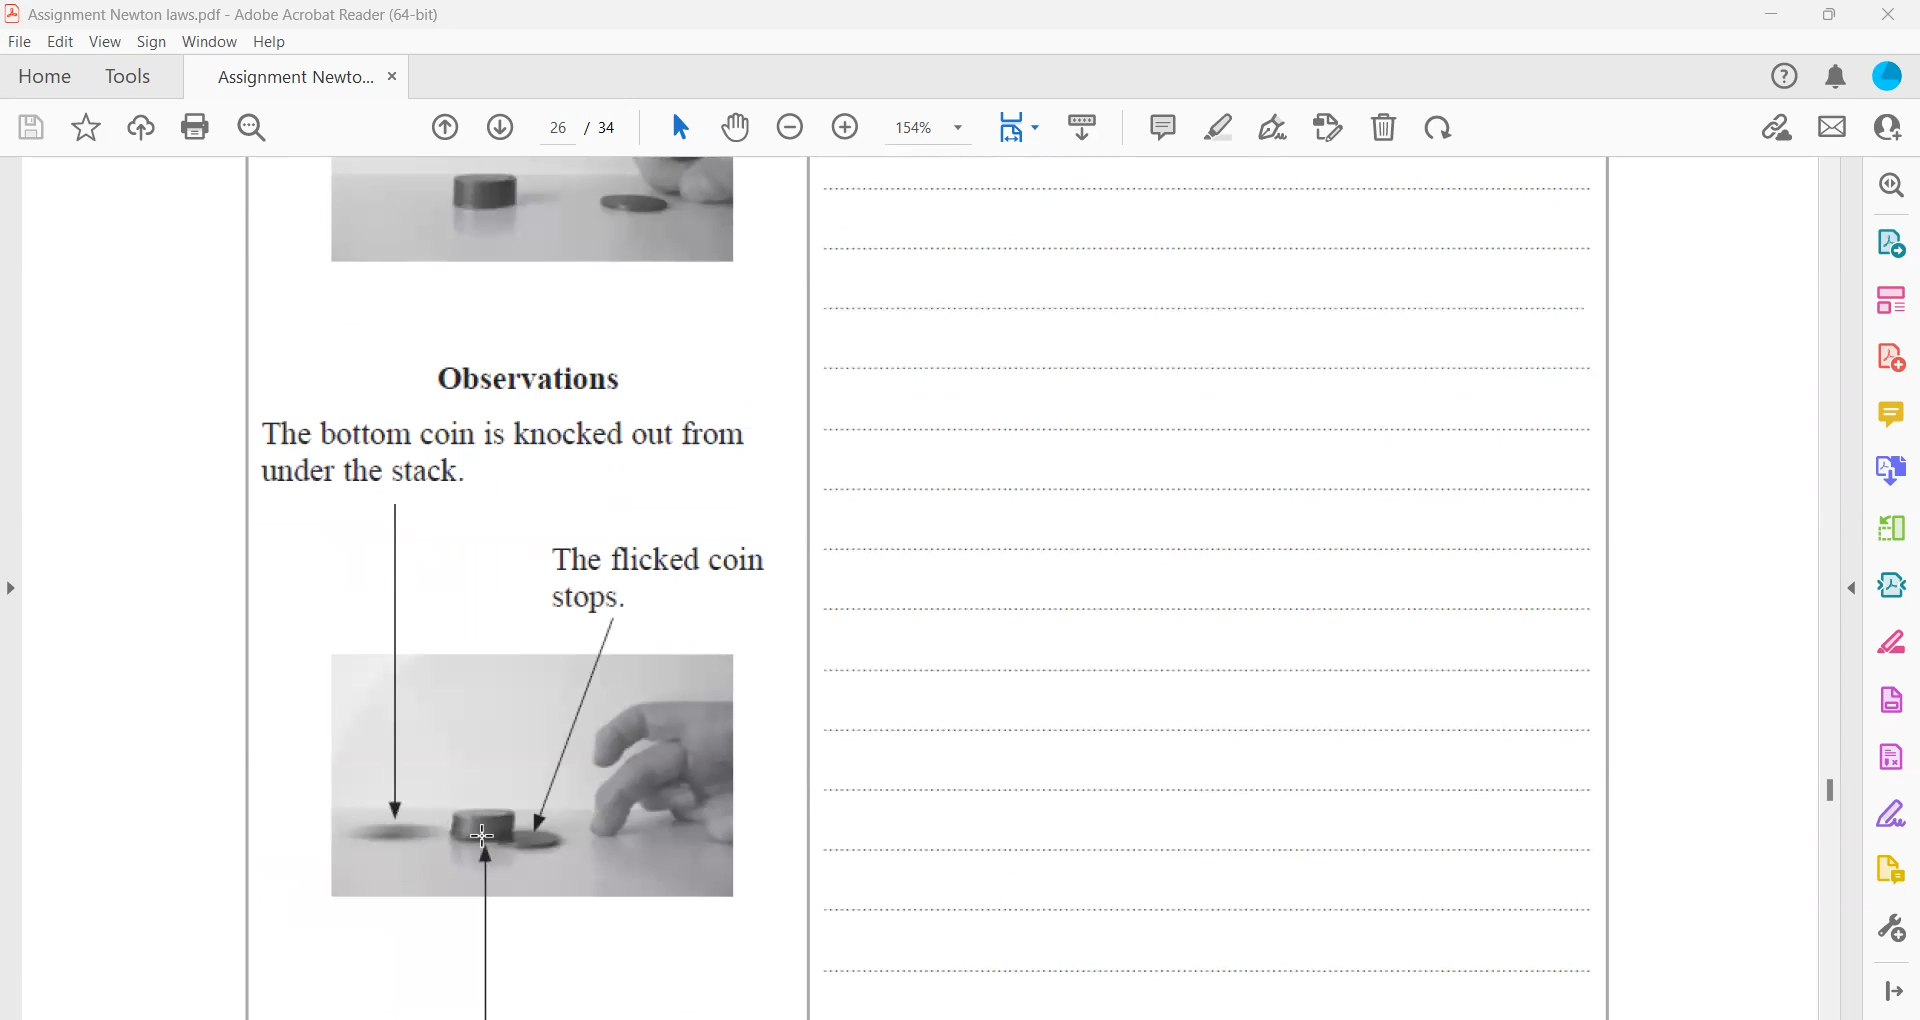 Assignment Newton laws.pdf - Adobe Acrobat Reader (64-bit)
File Edit View Sign Window Help
Home Tools Assignment Newto... ×
26 / 34 154%
Observations
The bottom coin is knocked out from
under the stack.
The flicked coin
stops.